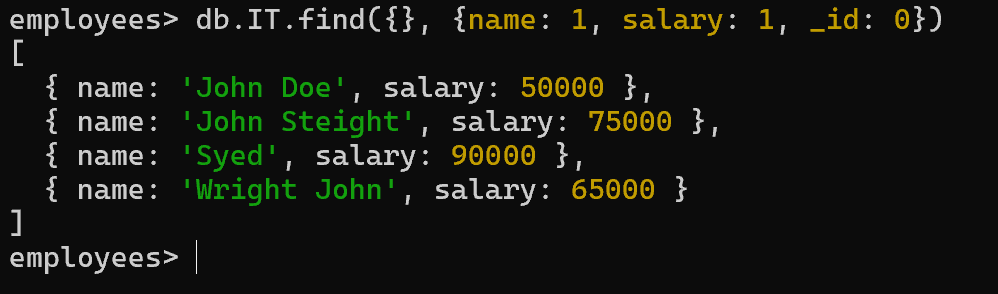 employees> db.IT.find({}, {name: 1, salary: 1, _id: 0})
[
  { name: 'John Doe', salary: 50000 },
  { name: 'John Steight', salary: 75000 },
  { name: 'Syed', salary: 90000 },
  { name: 'Wright John', salary: 65000 }
]
employees>